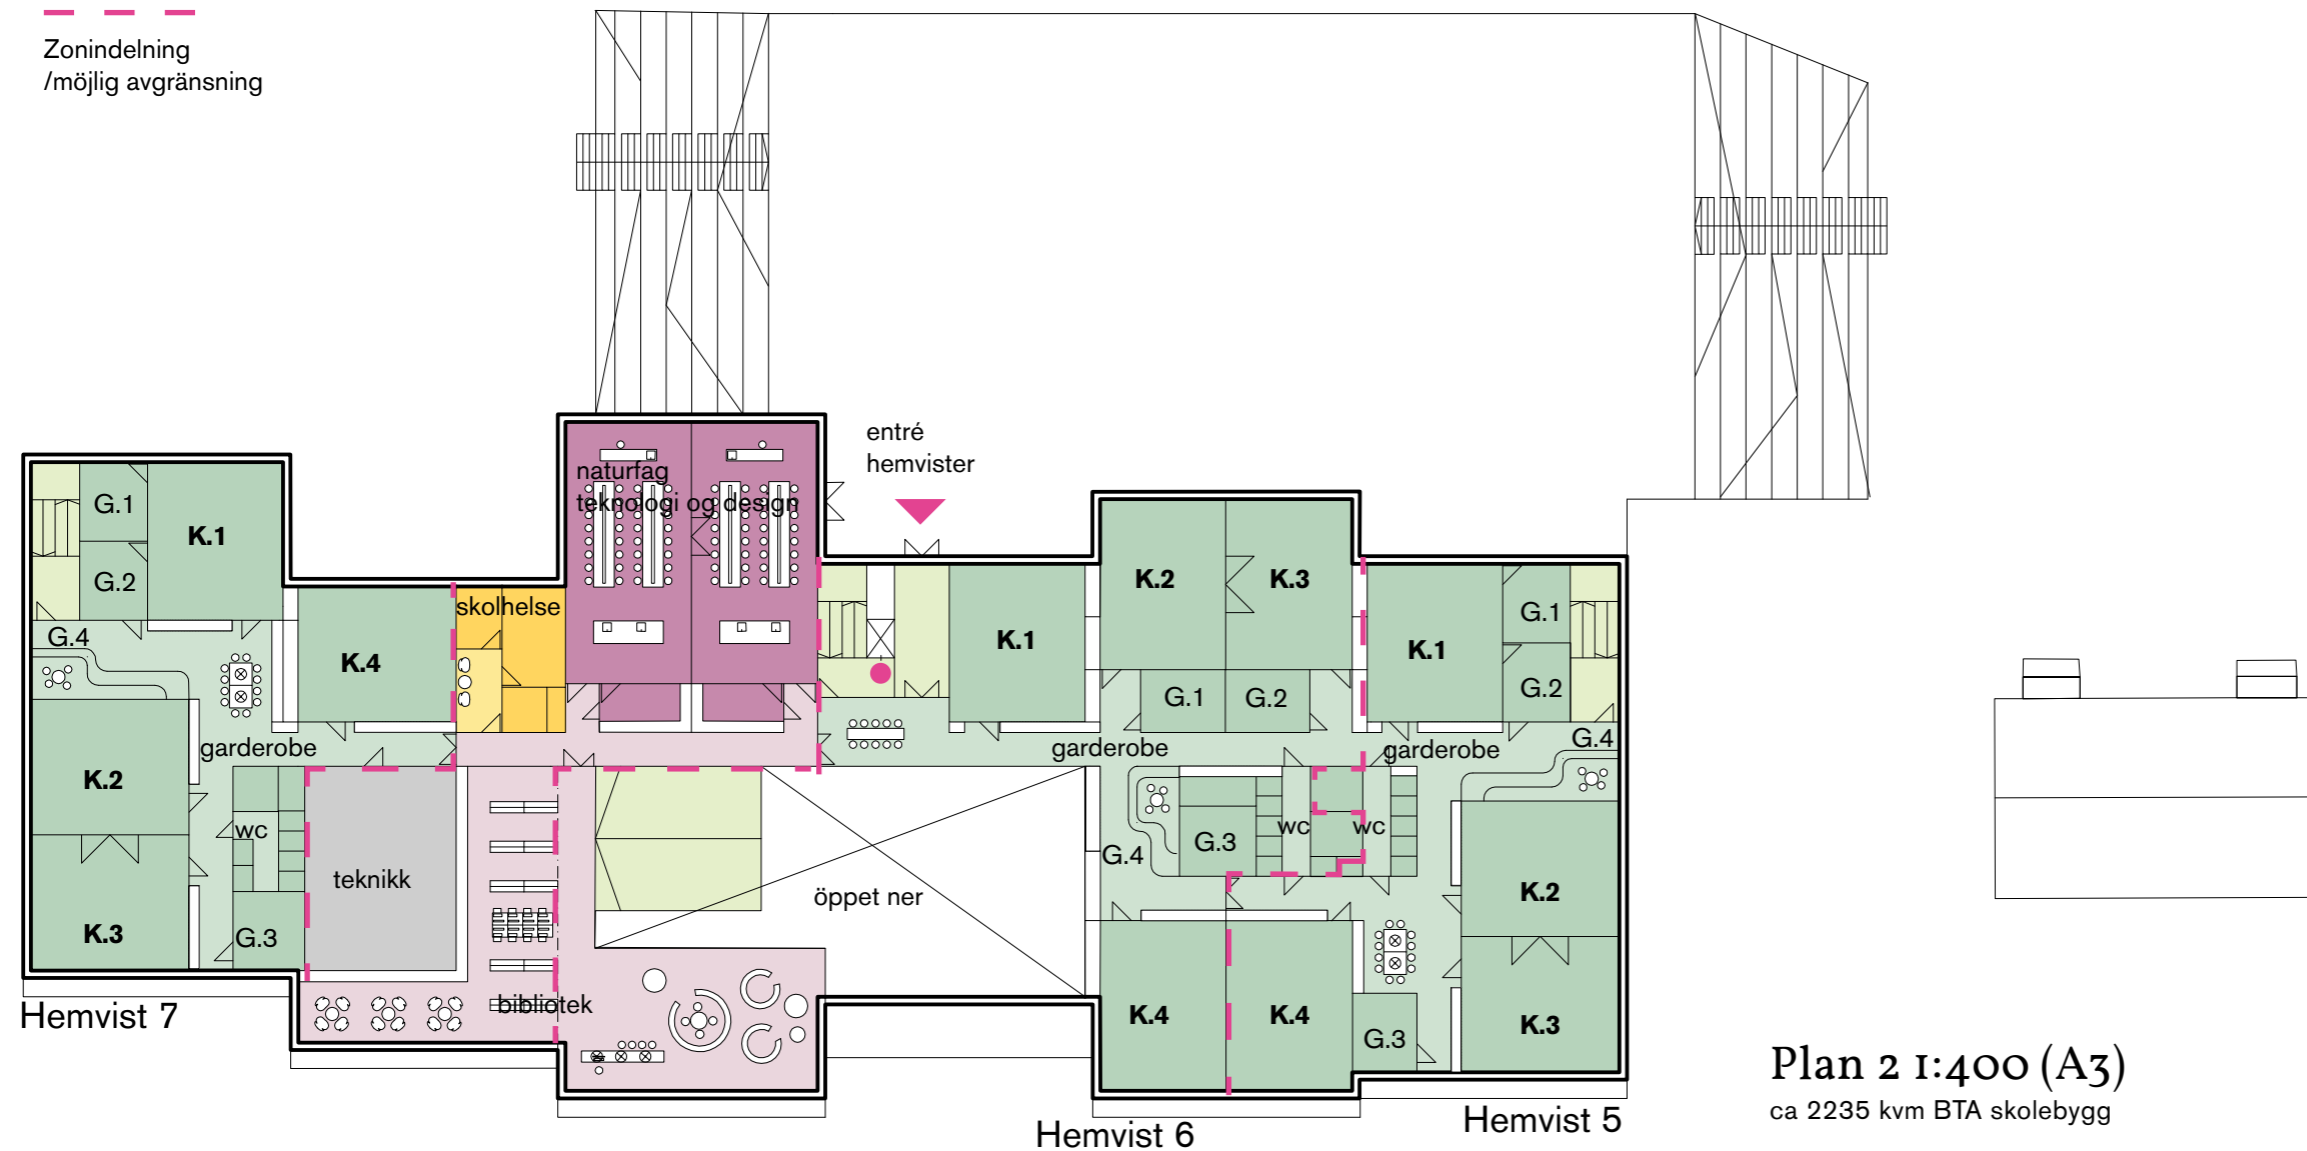 Zonindelning
/möjlig avgränsning
entré
hemvister
naturfag
teknologi og design
G.1
K.1
G.2
G.4
K.4
skolhelse
K.1
K.2
K.3
G.1
G.2
K.1
G.1
G.2
G.4
garderobe
garderobe
garderobe
K.2
wc
teknikk
K.3
G.3
öppet ner
bibliotek
G.4
G.3
wc
wc
K.2
K.4
K.4
G.3
K.3
Hemvist 7
Hemvist 6
Hemvist 5
Plan 2 1:400 (A3)
ca 2235 kvm BTA skolebygg